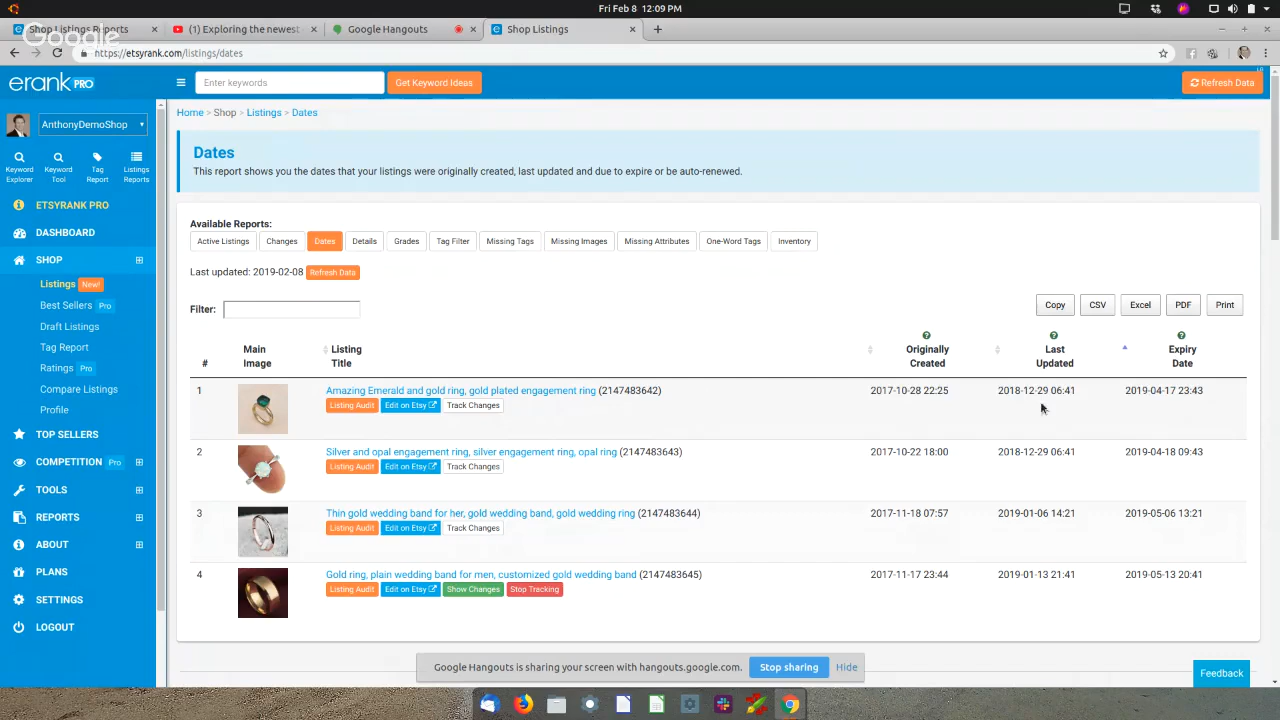 Fri Feb 8 12:09 PM
Shop Listings Reports
(1) Exploring the newest
Google Hangouts
Shop Listings
Google
https://etsyrank.com/listings/dates
erank PRO
Enter keywords
Get Keyword Ideas
Refresh Data
AnthonyDemoShop
Keyword Explorer
Keyword Tool
Tag Report
Listings Reports
ETSYRANK PRO
DASHBOARD
SHOP
Listings New!
Best Sellers Pro
Draft Listings
Tag Report
Ratings Pro
Compare Listings
Profile
TOP SELLERS
COMPETITION Pro
TOOLS
REPORTS
ABOUT
PLANS
SETTINGS
LOGOUT
Home > Shop > Listings > Dates
Dates
This report shows you the dates that your listings were originally created, last updated and due to expire or be auto-renewed.
Available Reports:
Active Listings Changes Dates Details Grades Tag Filter Missing Tags Missing Images Missing Attributes One-Word Tags Inventory
Last updated: 2019-02-08 Refresh Data
Filter:
Copy CSV Excel PDF Print
# Main Image Listing Title Originally Created Last Updated Expiry Date
1 Amazing Emerald and gold ring, gold plated engagement ring (2147483642) 2017-10-28 22:25 2018-12-29 06:41 2019-04-17 23:43
Listing Audit Edit on Etsy Track Changes
2 Silver and opal engagement ring, silver engagement ring, opal ring (2147483643) 2017-10-22 18:00 2018-12-29 06:41 2019-04-18 09:43
Listing Audit Edit on Etsy Track Changes
3 Thin gold wedding band for her, gold wedding band, gold wedding ring (2147483644) 2017-11-18 07:57 2019-01-06 14:21 2019-05-06 13:21
Listing Audit Edit on Etsy Track Changes
4 Gold ring, plain wedding band for men, customized gold wedding band (2147483645) 2017-11-17 23:44 2019-01-13 21:41 2019-05-13 20:41
Listing Audit Edit on Etsy Show Changes Stop Tracking
Google Hangouts is sharing your screen with hangouts.google.com. Stop sharing Hide
Feedback